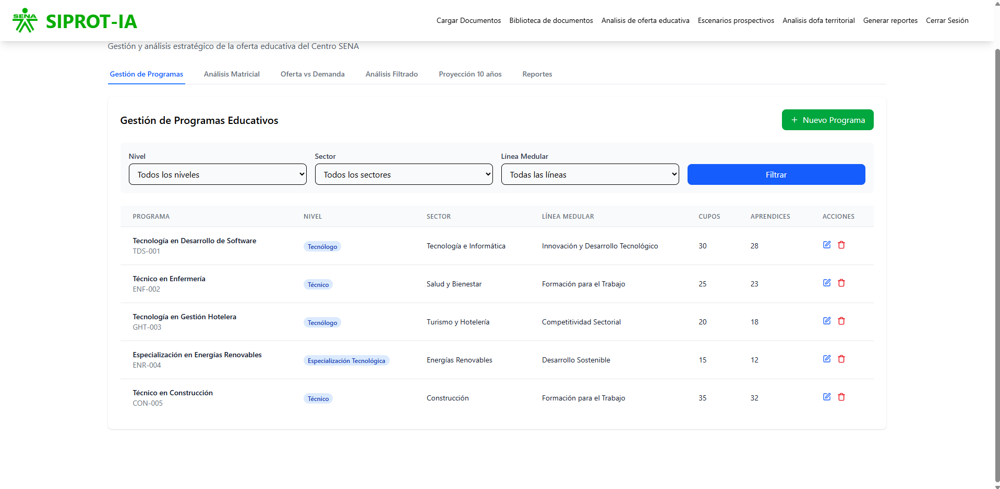 SENA
SIPROT-IA
Cargar Documentos Biblioteca de documentos Analisis de oferta educativa Escenarios prospectivos Analisis dofa territorial Generar reportes Cerrar Sesión
Gestión y análisis estratégico de la oferta educativa del Centro SENA
Gestión de Programas Análisis Matricial Oferta vs Demanda Análisis Filtrado Proyección 10 años Reportes
Gestión de Programas Educativos
+ Nuevo Programa
Nivel Sector Línea Medular
Todos los niveles Todos los sectores Todas las líneas Filtrar
PROGRAMA NIVEL SECTOR LÍNEA MEDULAR CUPOS APRENDICES ACCIONES
Tecnología en Desarrollo de Software
TDS-001
Tecnólogo Tecnología e Informática Innovación y Desarrollo Tecnológico 30 28
Técnico en Enfermería
ENF-002
Técnico Salud y Bienestar Formación para el Trabajo 25 23
Tecnología en Gestión Hotelera
GHT-003
Tecnólogo Turismo y Hotelería Competitividad Sectorial 20 18
Especialización en Energías Renovables
ENR-004
Especialización Tecnológica Energías Renovables Desarrollo Sostenible 15 12
Técnico en Construcción
CON-005
Técnico Construcción Formación para el Trabajo 35 32